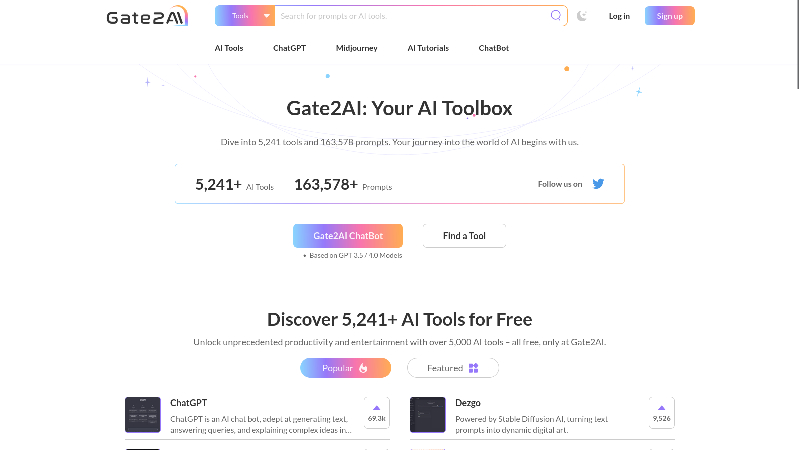 Gate2AI
Tools
Search for prompts or AI tools.
Log in
Sign up
AI Tools
ChatGPT
Midjourney
AI Tutorials
ChatBot
Gate2AI: Your AI Toolbox
Dive into 5,241 tools and 163,578 prompts. Your journey into the world of AI begins with us.
5,241+ AI Tools
163,578+ Prompts
Follow us on
Gate2AI ChatBot
Find a Tool
• Based on GPT 3.5 / 4.0 Models
Discover 5,241+ AI Tools for Free
Unlock unprecedented productivity and entertainment with over 5,000 AI tools – all free, only at Gate2AI.
Popular
Featured
ChatGPT
ChatGPT is an AI chat bot, adept at generating text,
answering queries, and explaining complex ideas in...
69.3k
Dezgo
Powered by Stable Diffusion AI, turning text
prompts into dynamic digital art.
9,526